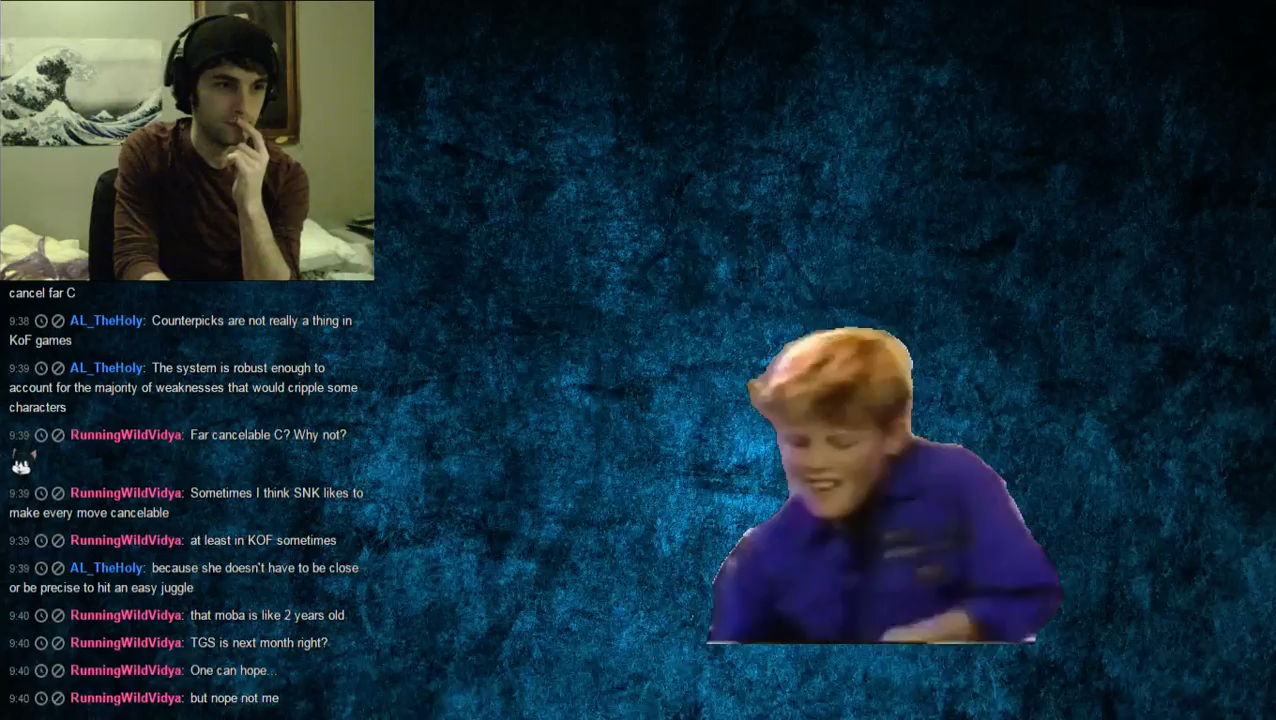 cancel far C
9:38 AL_TheHoly: Counterpicks are not really a thing in
KoF games
9:39 AL_TheHoly: The system is robust enough to
account for the majority of weaknesses that would cripple some
characters
9:39 RunningWildVidya: Far cancelable C? Why not?
9:39 RunningWildVidya: Sometimes I think SNK likes to
make every move cancelable
9:39 RunningWildVidya: at least in KOF sometimes
9:39 AL_TheHoly: because she doesn't have to be close
or be precise to hit an easy juggle
9:40 RunningWildVidya: that moba is like 2 years old
9:40 RunningWildVidya: TGS is next month right?
9:40 RunningWildVidya: One can hope...
9:40 RunningWildVidya: but nope not me